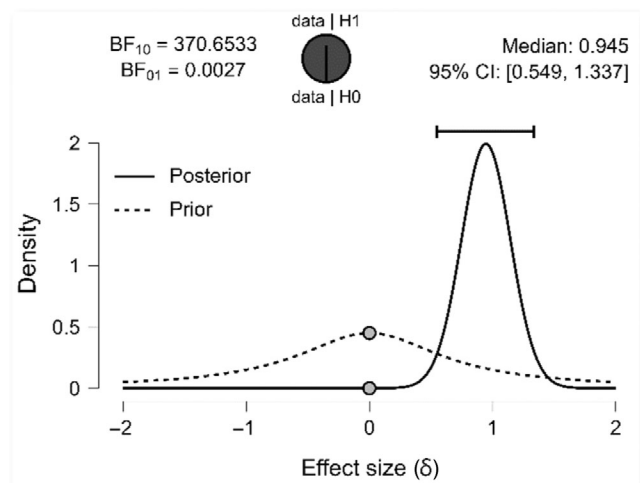 data | H1
BF₁₀ = 370.6533
BF₀₁ = 0.0027
data | H0
Median: 0.945
95% CI: [0.549, 1.337]
Posterior
Prior
Density
2
1.5
1
0.5
0
−2 −1 0 1 2
Effect size (δ)